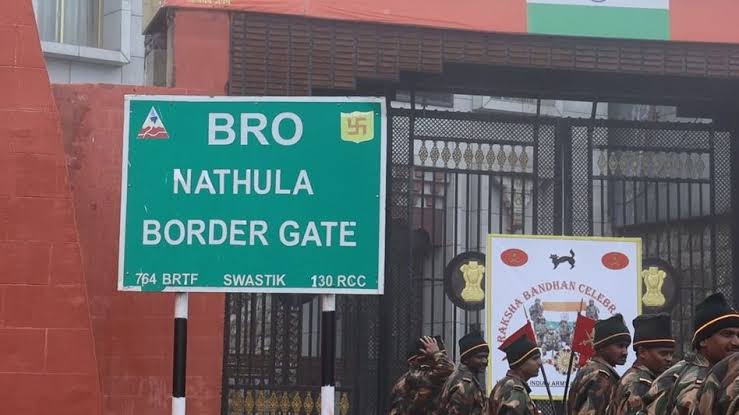 BRO
NATHULA
BORDER GATE
764 BRTF SWASTIK 130 RCC
RAKSHA BANDHAN CELEBR
INDIAN ARMY